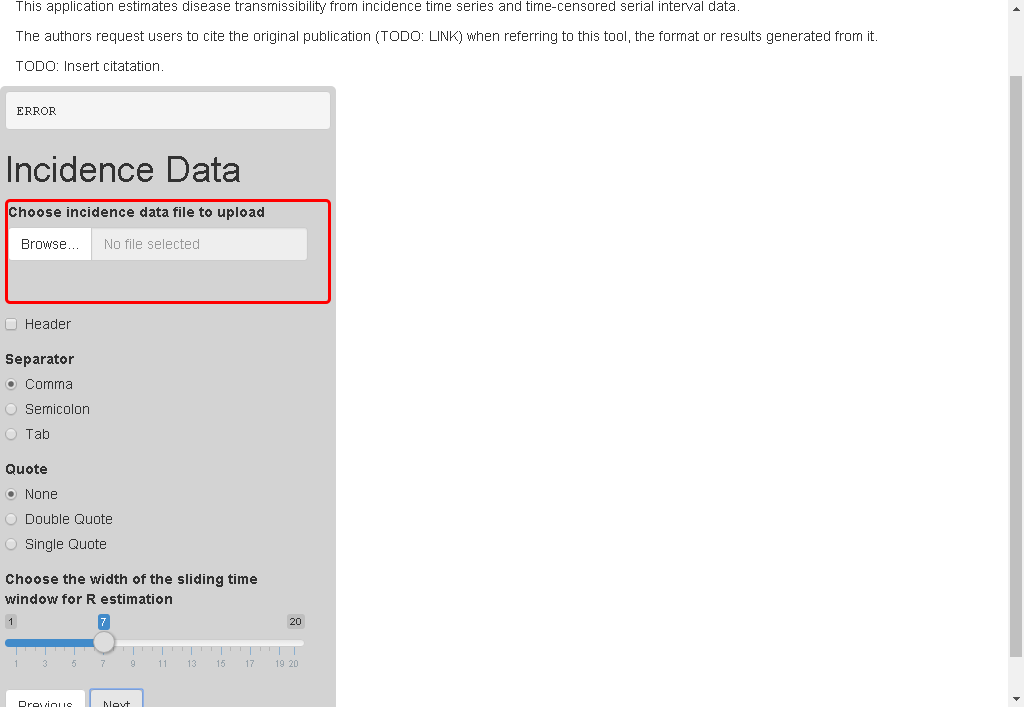 This application estimates disease transmissibility from incidence time series and time-censored serial interval data.
The authors request users to cite the original publication (TODO: LINK) when referring to this tool, the format or results generated from it.
TODO: Insert citatation.
ERROR
Incidence Data
Choose incidence data file to upload
Browse... No file selected
Header
Separator
Comma
Semicolon
Tab
Quote
None
Double Quote
Single Quote
Choose the width of the sliding time
window for R estimation
1 7 20
1 3 5 7 9 11 13 15 17 19 20
Previous Next